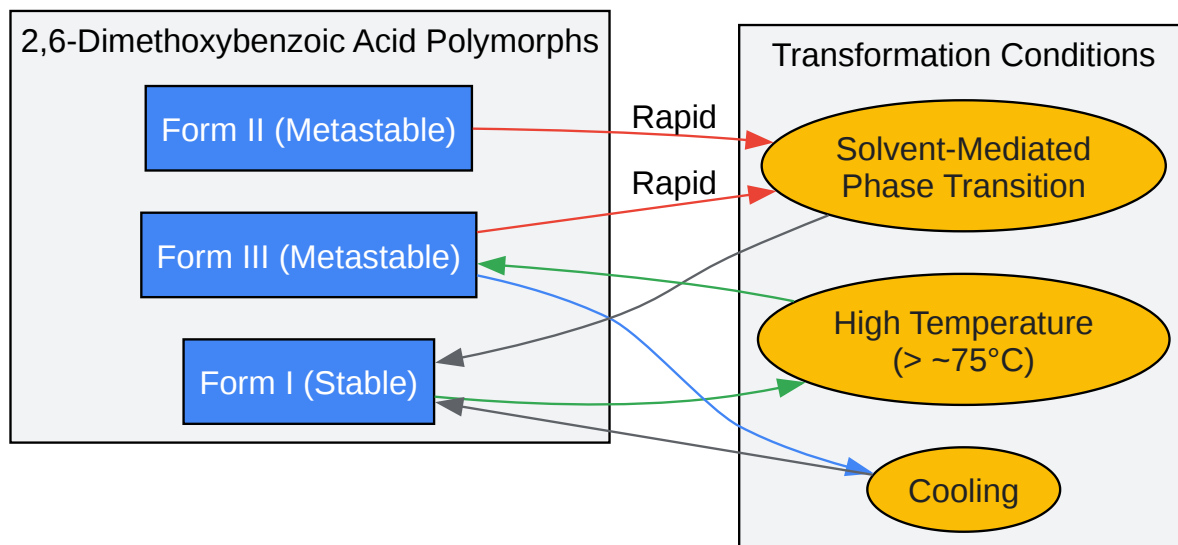 2,6-Dimethoxybenzoic Acid Polymorphs
Form II (Metastable)
Form III (Metastable)
Form I (Stable)
Rapid
Rapid
Transformation Conditions
Solvent-Mediated
Phase Transition
High Temperature
(> ~75°C)
Cooling